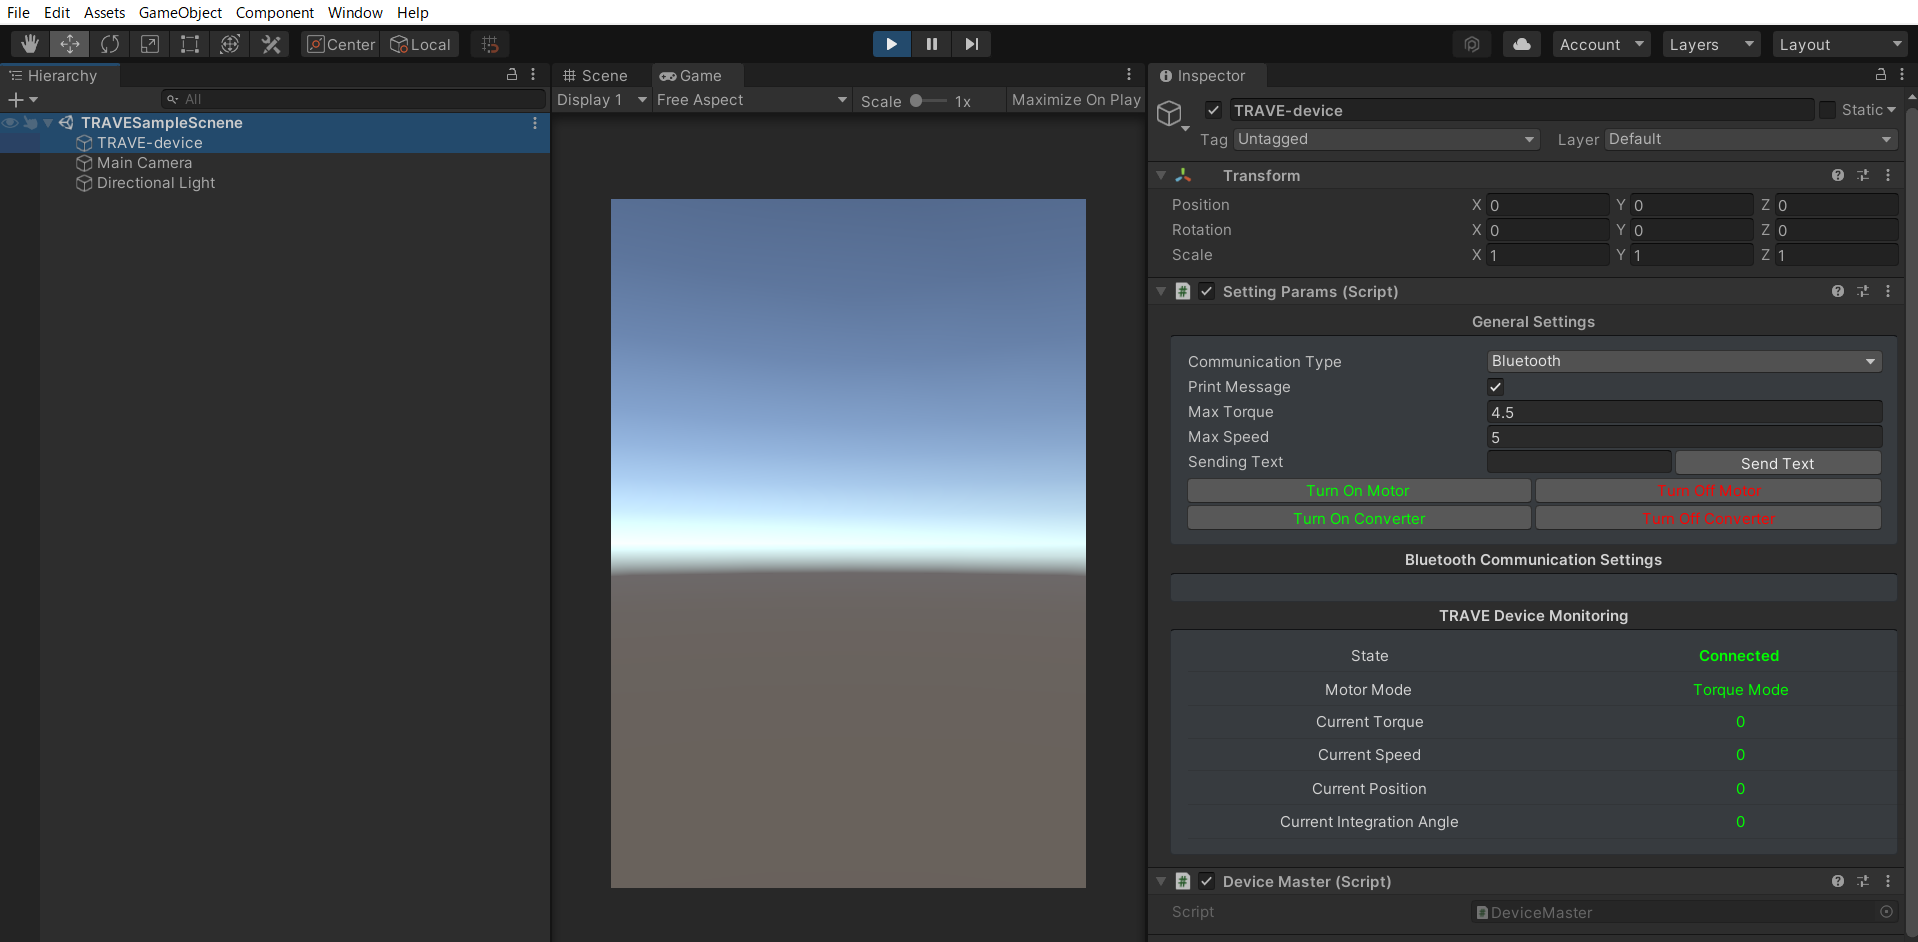 File Edit Assets GameObject Component Window Help
Center Local Account Layers Layout
Hierarchy
All
TRAVESampleScnene
TRAVE-device
Main Camera
Directional Light
Scene Game
Display 1 Free Aspect Scale 1x Maximize On Play
Inspector
TRAVE-device Static
Tag Untagged Layer Default
Transform
Position X 0 Y 0 Z 0
Rotation X 0 Y 0 Z 0
Scale X 1 Y 1 Z 1
Setting Params (Script)
General Settings
Communication Type Bluetooth
Print Message
Max Torque 4.5
Max Speed 5
Sending Text Send Text
Turn On Motor Turn Off Motor
Turn On Converter Turn Off Converter
Bluetooth Communication Settings
TRAVE Device Monitoring
State Connected
Motor Mode Torque Mode
Current Torque 0
Current Speed 0
Current Position 0
Current Integration Angle 0
Device Master (Script)
Script DeviceMaster